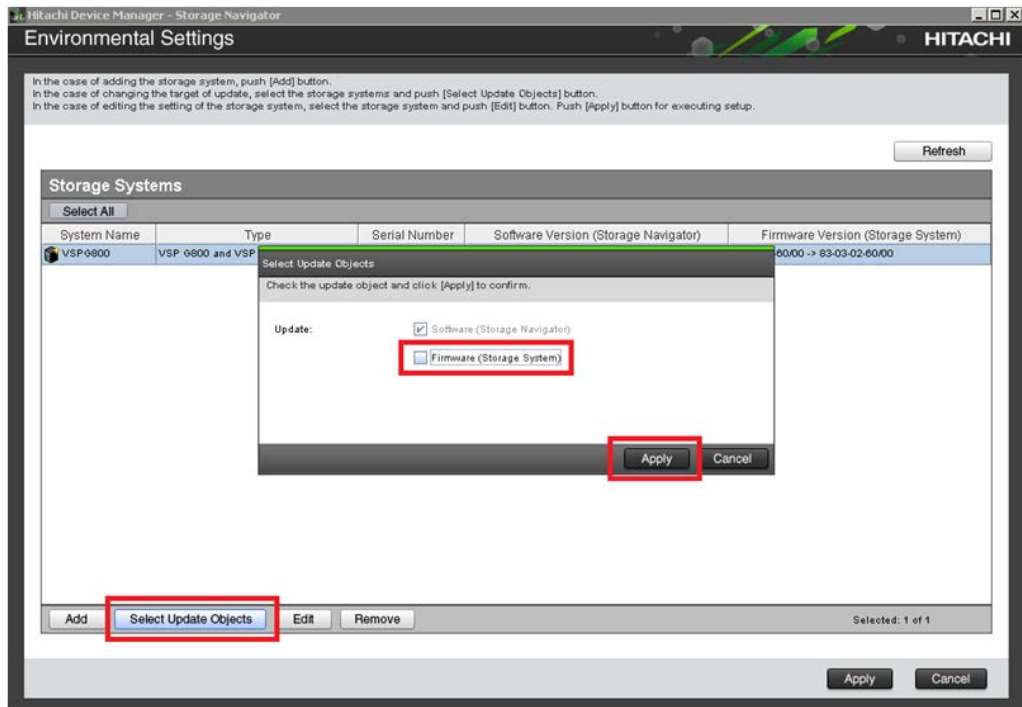 Hitachi Device Manager - Storage Navigator
Environmental Settings
HITACHI
In the case of adding the storage system, push [Add] button.
In the case of changing the target of update, select the storage systems and push [Select Update Objects] button.
In the case of editing the setting of the storage system, select the storage system and push [Edit] button. Push [Apply] button for executing setup.
Refresh
Storage Systems
Select All
System Name Type Serial Number Software Version (Storage Navigator) Firmware Version (Storage System)
VSPG800 VSP G800 and VSP -60/00 -> 83-03-02-60/00
Select Update Objects
Check the update object and click [Apply] to confirm.
Update: Software (Storage Navigator)
Firmware (Storage System)
Apply Cancel
Add Select Update Objects Edit Remove Selected: 1 of 1
Apply Cancel